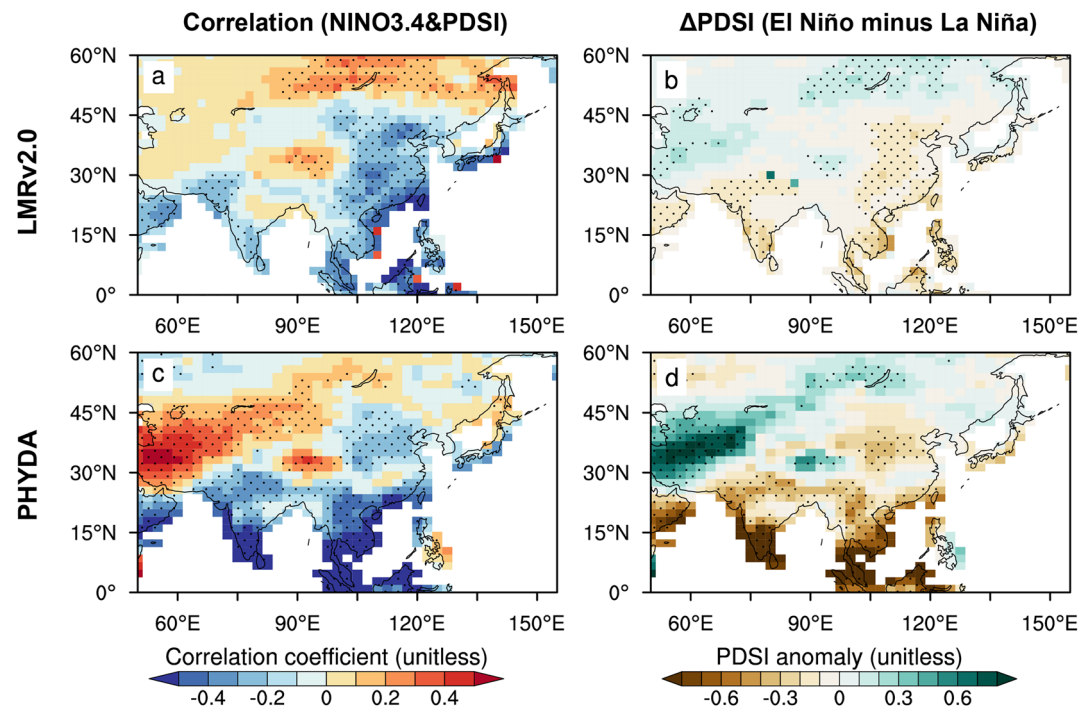 Correlation (NINO3.4&PDSI)
ΔPDSI (El Niño minus La Niña)
LMRv2.0
60°N
45°N
30°N
15°N
0°
a
60°E
90°E
120°E
150°E
60°N
45°N
30°N
15°N
0°
b
60°E
90°E
120°E
150°E
PHYDA
60°N
45°N
30°N
15°N
0°
c
60°E
90°E
120°E
150°E
60°N
45°N
30°N
15°N
0°
d
60°E
90°E
120°E
150°E
Correlation coefficient (unitless)
-0.4 -0.2 0 0.2 0.4
PDSI anomaly (unitless)
-0.6 -0.3 0 0.3 0.6